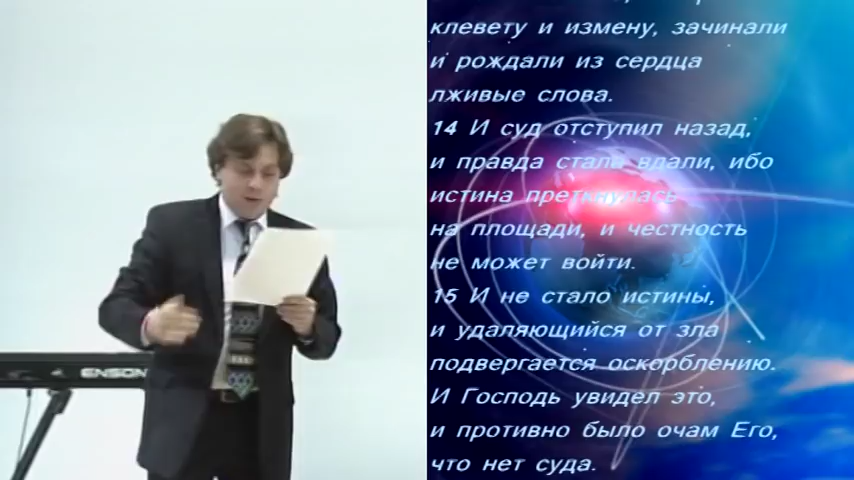 клевету и измену, зачинали
и рождали из сердца
лживые слова.
14 И суд отступил назад,
и правда стала вдали, ибо
истина преткнулась
на площади, и честность
не может войти.
15 И не стало истины,
и удаляющийся от зла
подвергается оскорблению.
И Господь увидел это,
и противно было очам Его,
что нет суда.
ENSONI